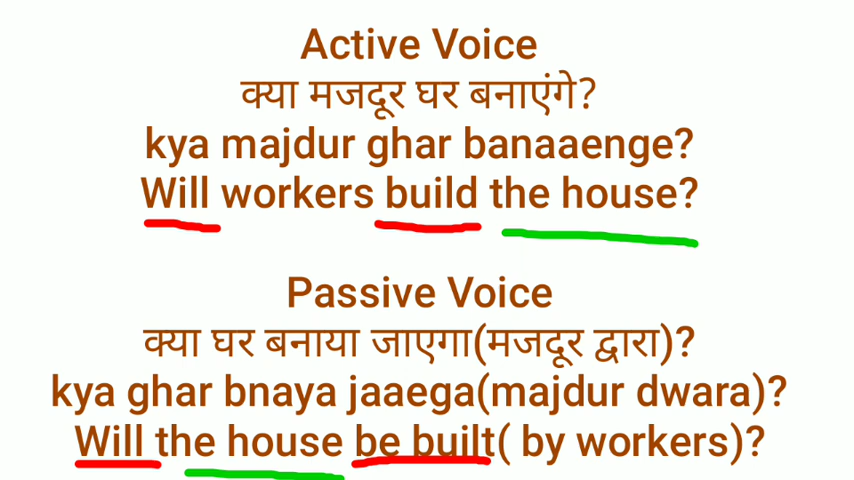 Active Voice
क्या मजदूर घर बनाएंगे?
kya majdur ghar banaaenge?
Will workers build the house?
Passive Voice
क्या घर बनाया जाएगा(मजदूर द्वारा)?
kya ghar bnaya jaaega(majdur dwara)?
Will the house be built( by workers)?